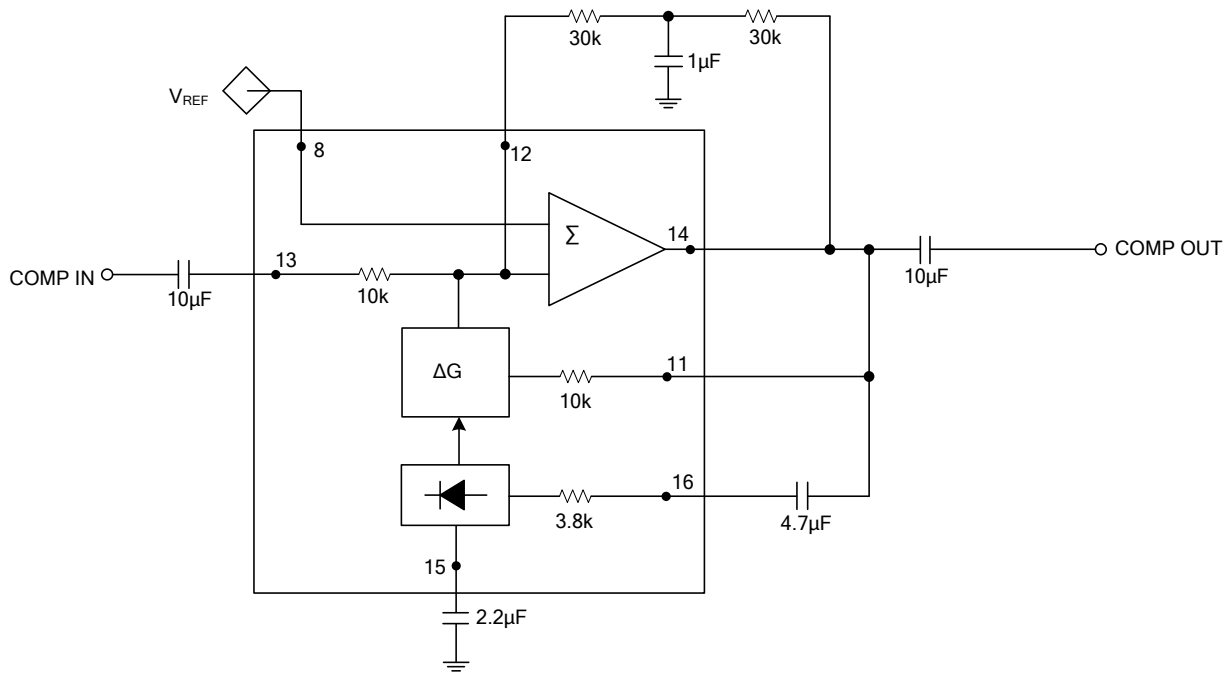 30k
30k
1µF
V_REF
8
12
Σ
14
COMP IN
10µF
13
10k
10µF
COMP OUT
ΔG
10k
11
3.8k
16
4.7µF
15
2.2µF